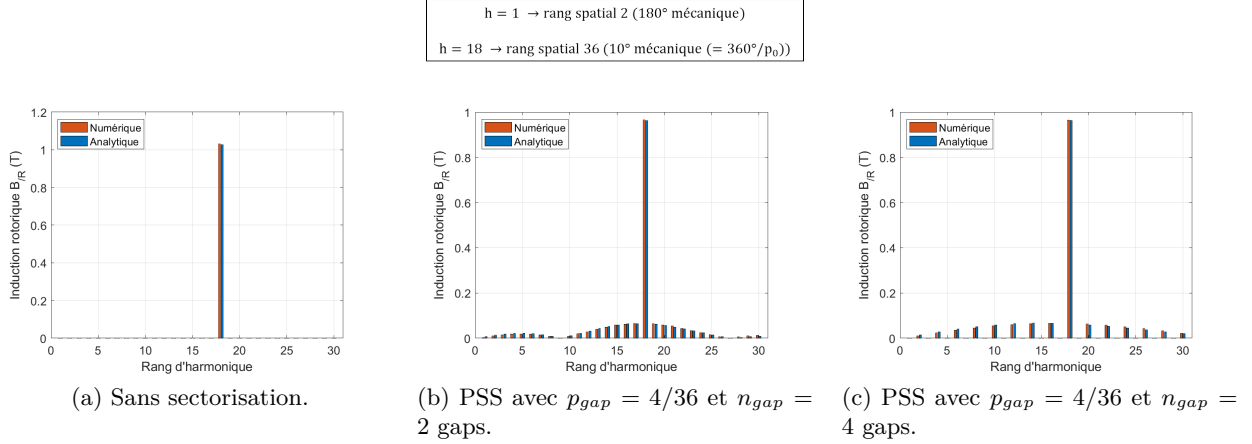 h = 1 → rang spatial 2 (180° mécanique)
h = 18 → rang spatial 36 (10° mécanique (= 360°/p₀))
1.2
1
0.8
0.6
0.4
0.2
0
Induction rotorique B/R (T)
Numérique
Analytique
0 5 10 15 20 25 30
Rang d'harmonique
(a) Sans sectorisation.
1
0.8
0.6
0.4
0.2
0
Induction rotorique B/R (T)
Numérique
Analytique
0 5 10 15 20 25 30
Rang d'harmonique
(b) PSS avec pgap = 4/36 et ngap =
2 gaps.
1
0.8
0.6
0.4
0.2
0
Induction rotorique B/R (T)
Numérique
Analytique
0 5 10 15 20 25 30
Rang d'harmonique
(c) PSS avec pgap = 4/36 et ngap =
4 gaps.